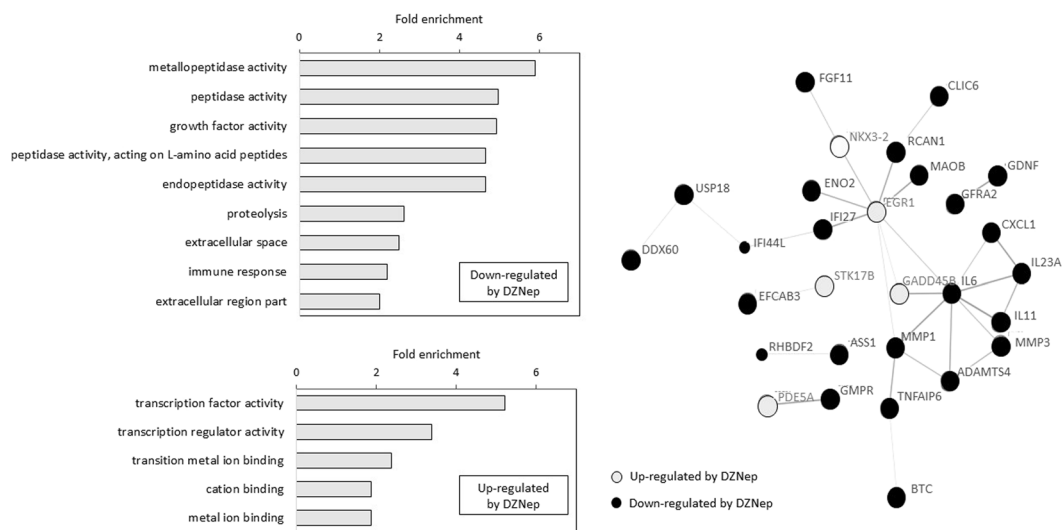 Fold enrichment
0 2 4 6
metallopeptidase activity
peptidase activity
growth factor activity
peptidase activity, acting on L-amino acid peptides
endopeptidase activity
proteolysis
extracellular space
immune response
extracellular region part
Down-regulated
by DZNep
Fold enrichment
0 2 4 6
transcription factor activity
transcription regulator activity
transition metal ion binding
cation binding
metal ion binding
Up-regulated
by DZNep
FGF11
CLIC6
NKX3-2
RCAN1
MAOB
GDNF
ENO2
GFRA2
USP18
EGR1
IFI27
CXCL1
IFI44L
DDX60
IL23A
STK17B
GADD45B
IL6
EFCAB3
IL11
MMP1
MMP3
RHBDF2
ASS1
ADAMTS4
PDE5A
GMPR
TNFAIP6
BTC
Up-regulated by DZNep
Down-regulated by DZNep